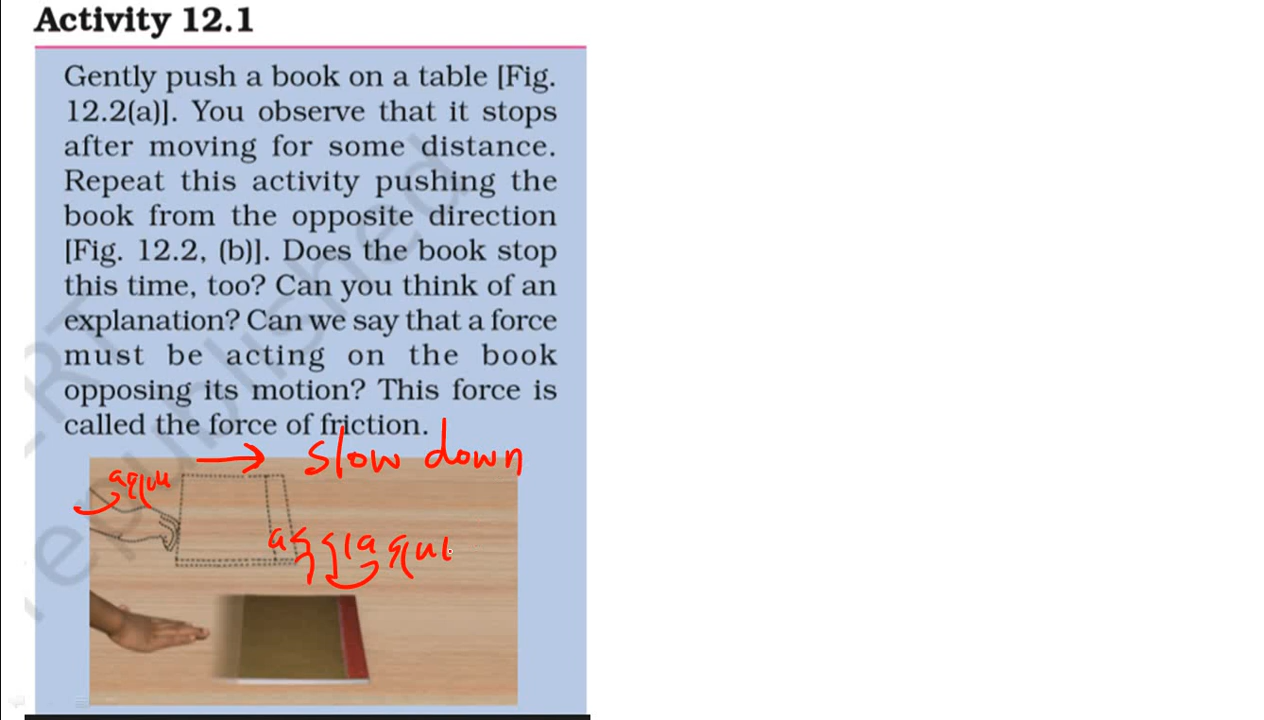 Activity 12.1
Gently push a book on a table [Fig.
12.2(a)]. You observe that it stops
after moving for some distance.
Repeat this activity pushing the
book from the opposite direction
[Fig. 12.2, (b)]. Does the book stop
this time, too? Can you think of an
explanation? Can we say that a force
must be acting on the book
opposing its motion? This force is
called the force of friction.
slow down